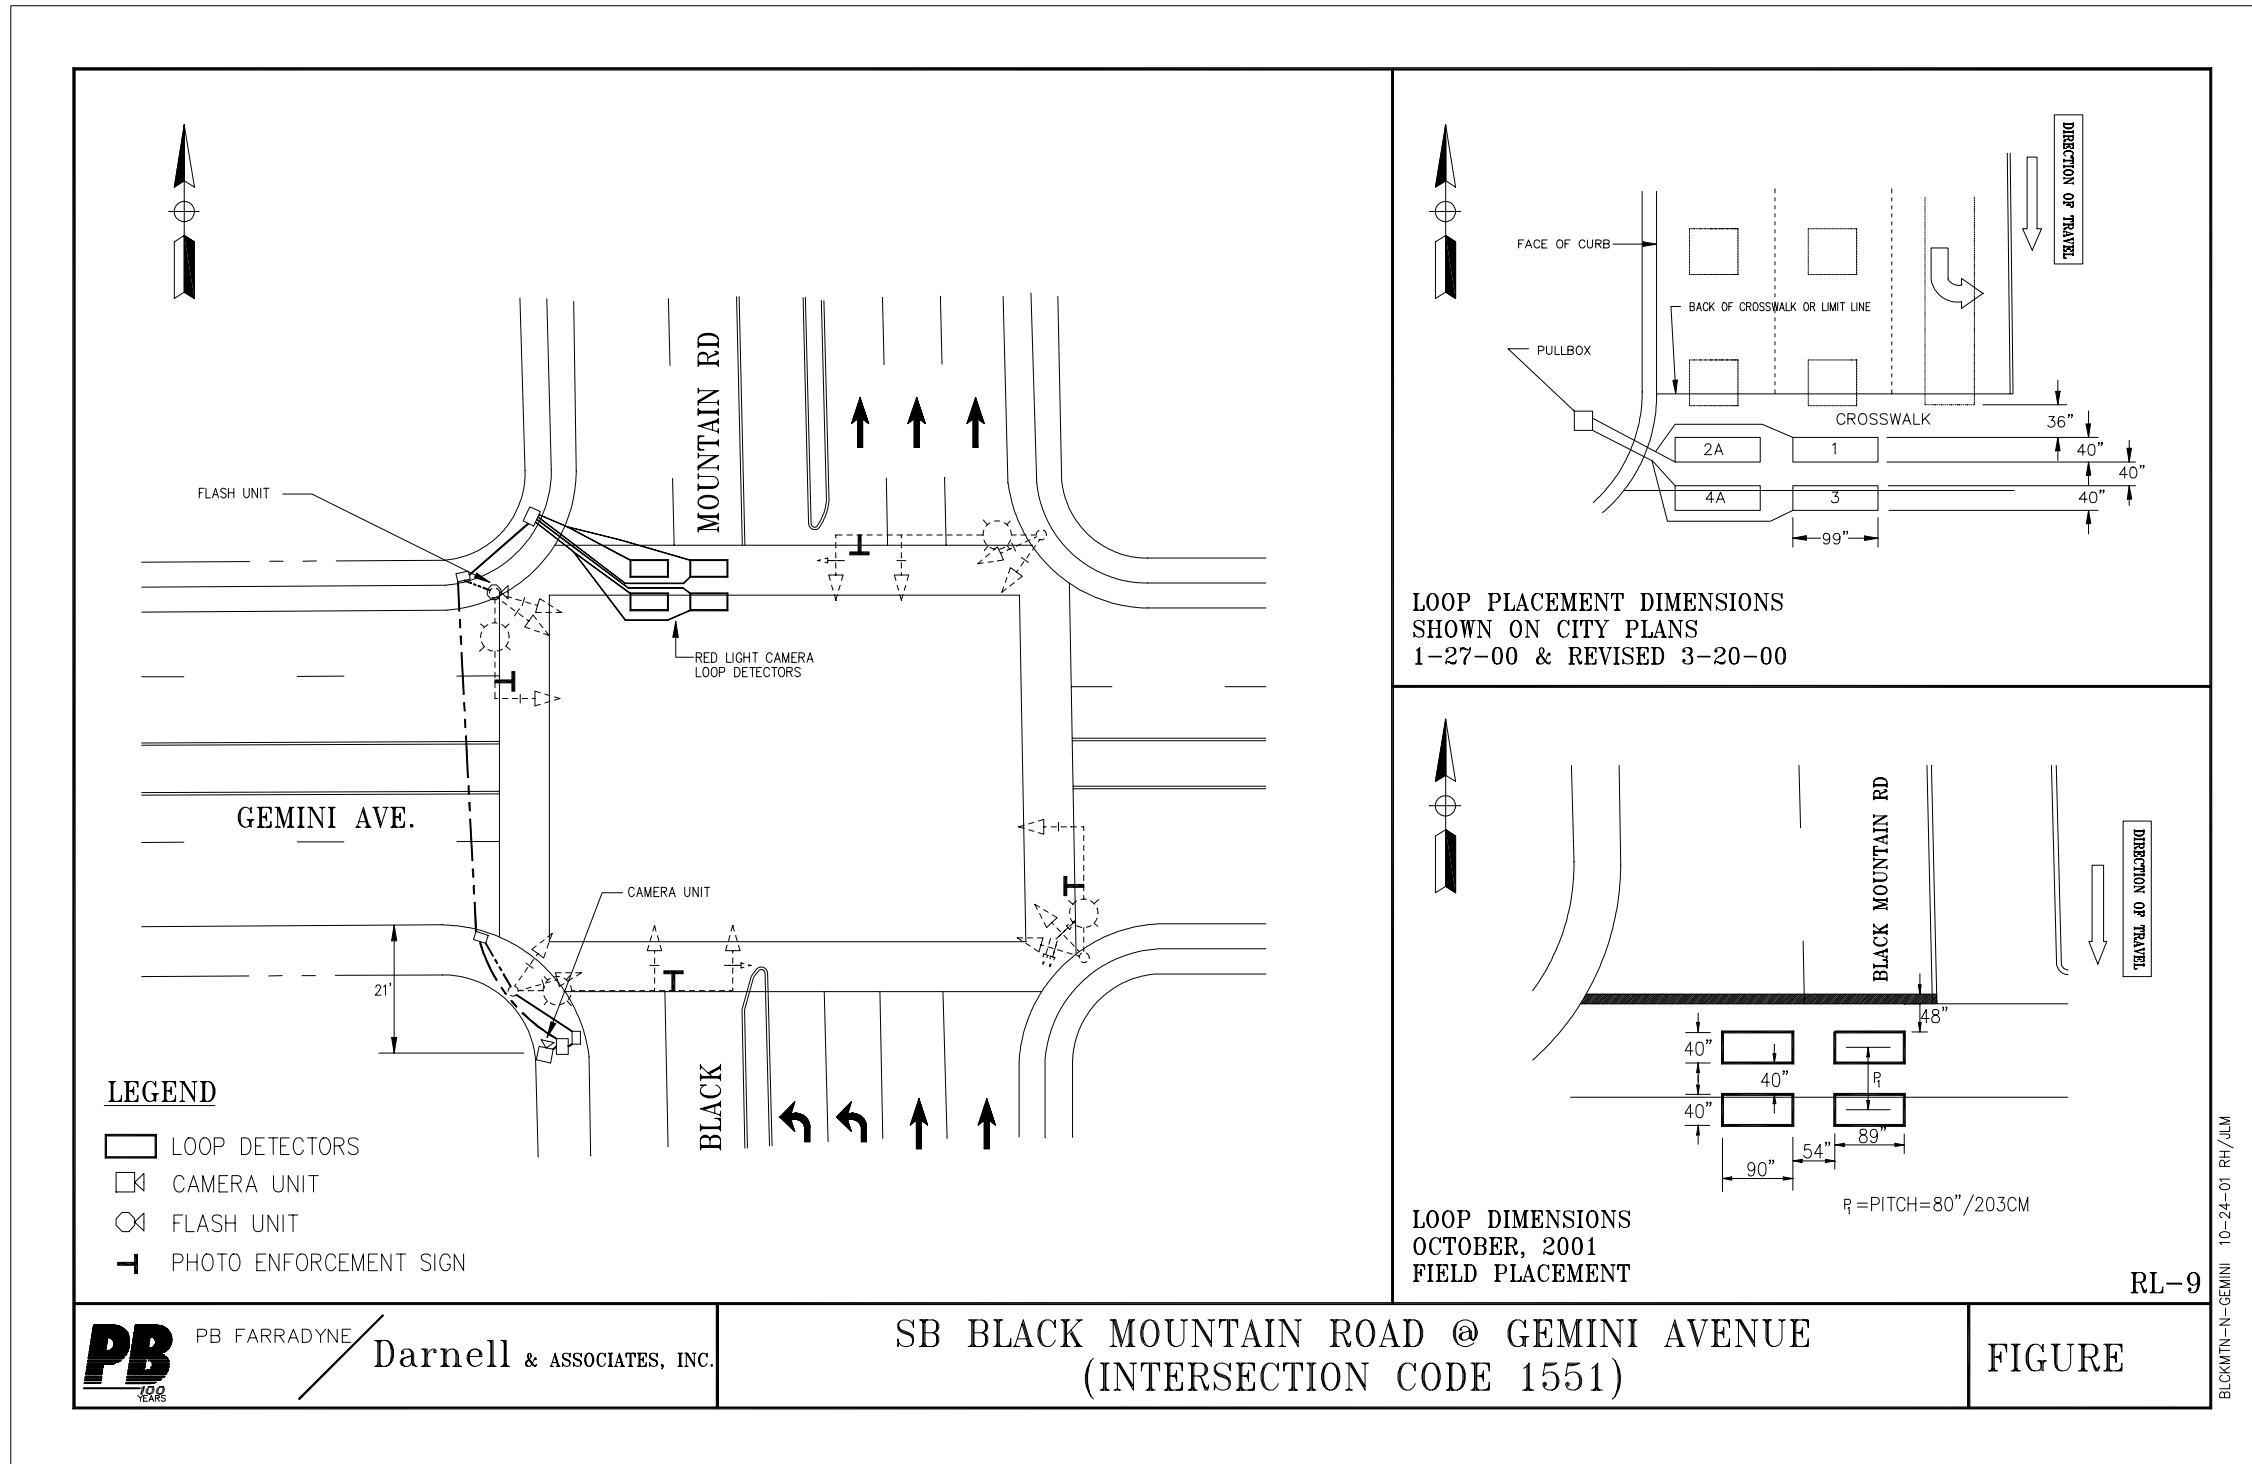 MOUNTAIN RD
FLASH UNIT
RED LIGHT CAMERA
LOOP DETECTORS
GEMINI AVE.
CAMERA UNIT
21'
BLACK
LEGEND
LOOP DETECTORS
CAMERA UNIT
FLASH UNIT
PHOTO ENFORCEMENT SIGN
DIRECTION OF TRAVEL
FACE OF CURB
BACK OF CROSSWALK OR LIMIT LINE
PULLBOX
CROSSWALK
36"
2A
1
40"
40"
4A
3
40"
99"
LOOP PLACEMENT DIMENSIONS
SHOWN ON CITY PLANS
1-27-00 & REVISED 3-20-00
BLACK MOUNTAIN RD
DIRECTION OF TRAVEL
48"
40"
40"
P1
40"
89"
54"
90"
P1=PITCH=80"/203CM
LOOP DIMENSIONS
OCTOBER, 2001
FIELD PLACEMENT
RL-9
PB
100
YEARS
PB FARRADYNE
Darnell & ASSOCIATES, INC.
SB BLACK MOUNTAIN ROAD @ GEMINI AVENUE
(INTERSECTION CODE 1551)
FIGURE
BLCKMTN-N-GEMINI 10-24-01 RH/JLM